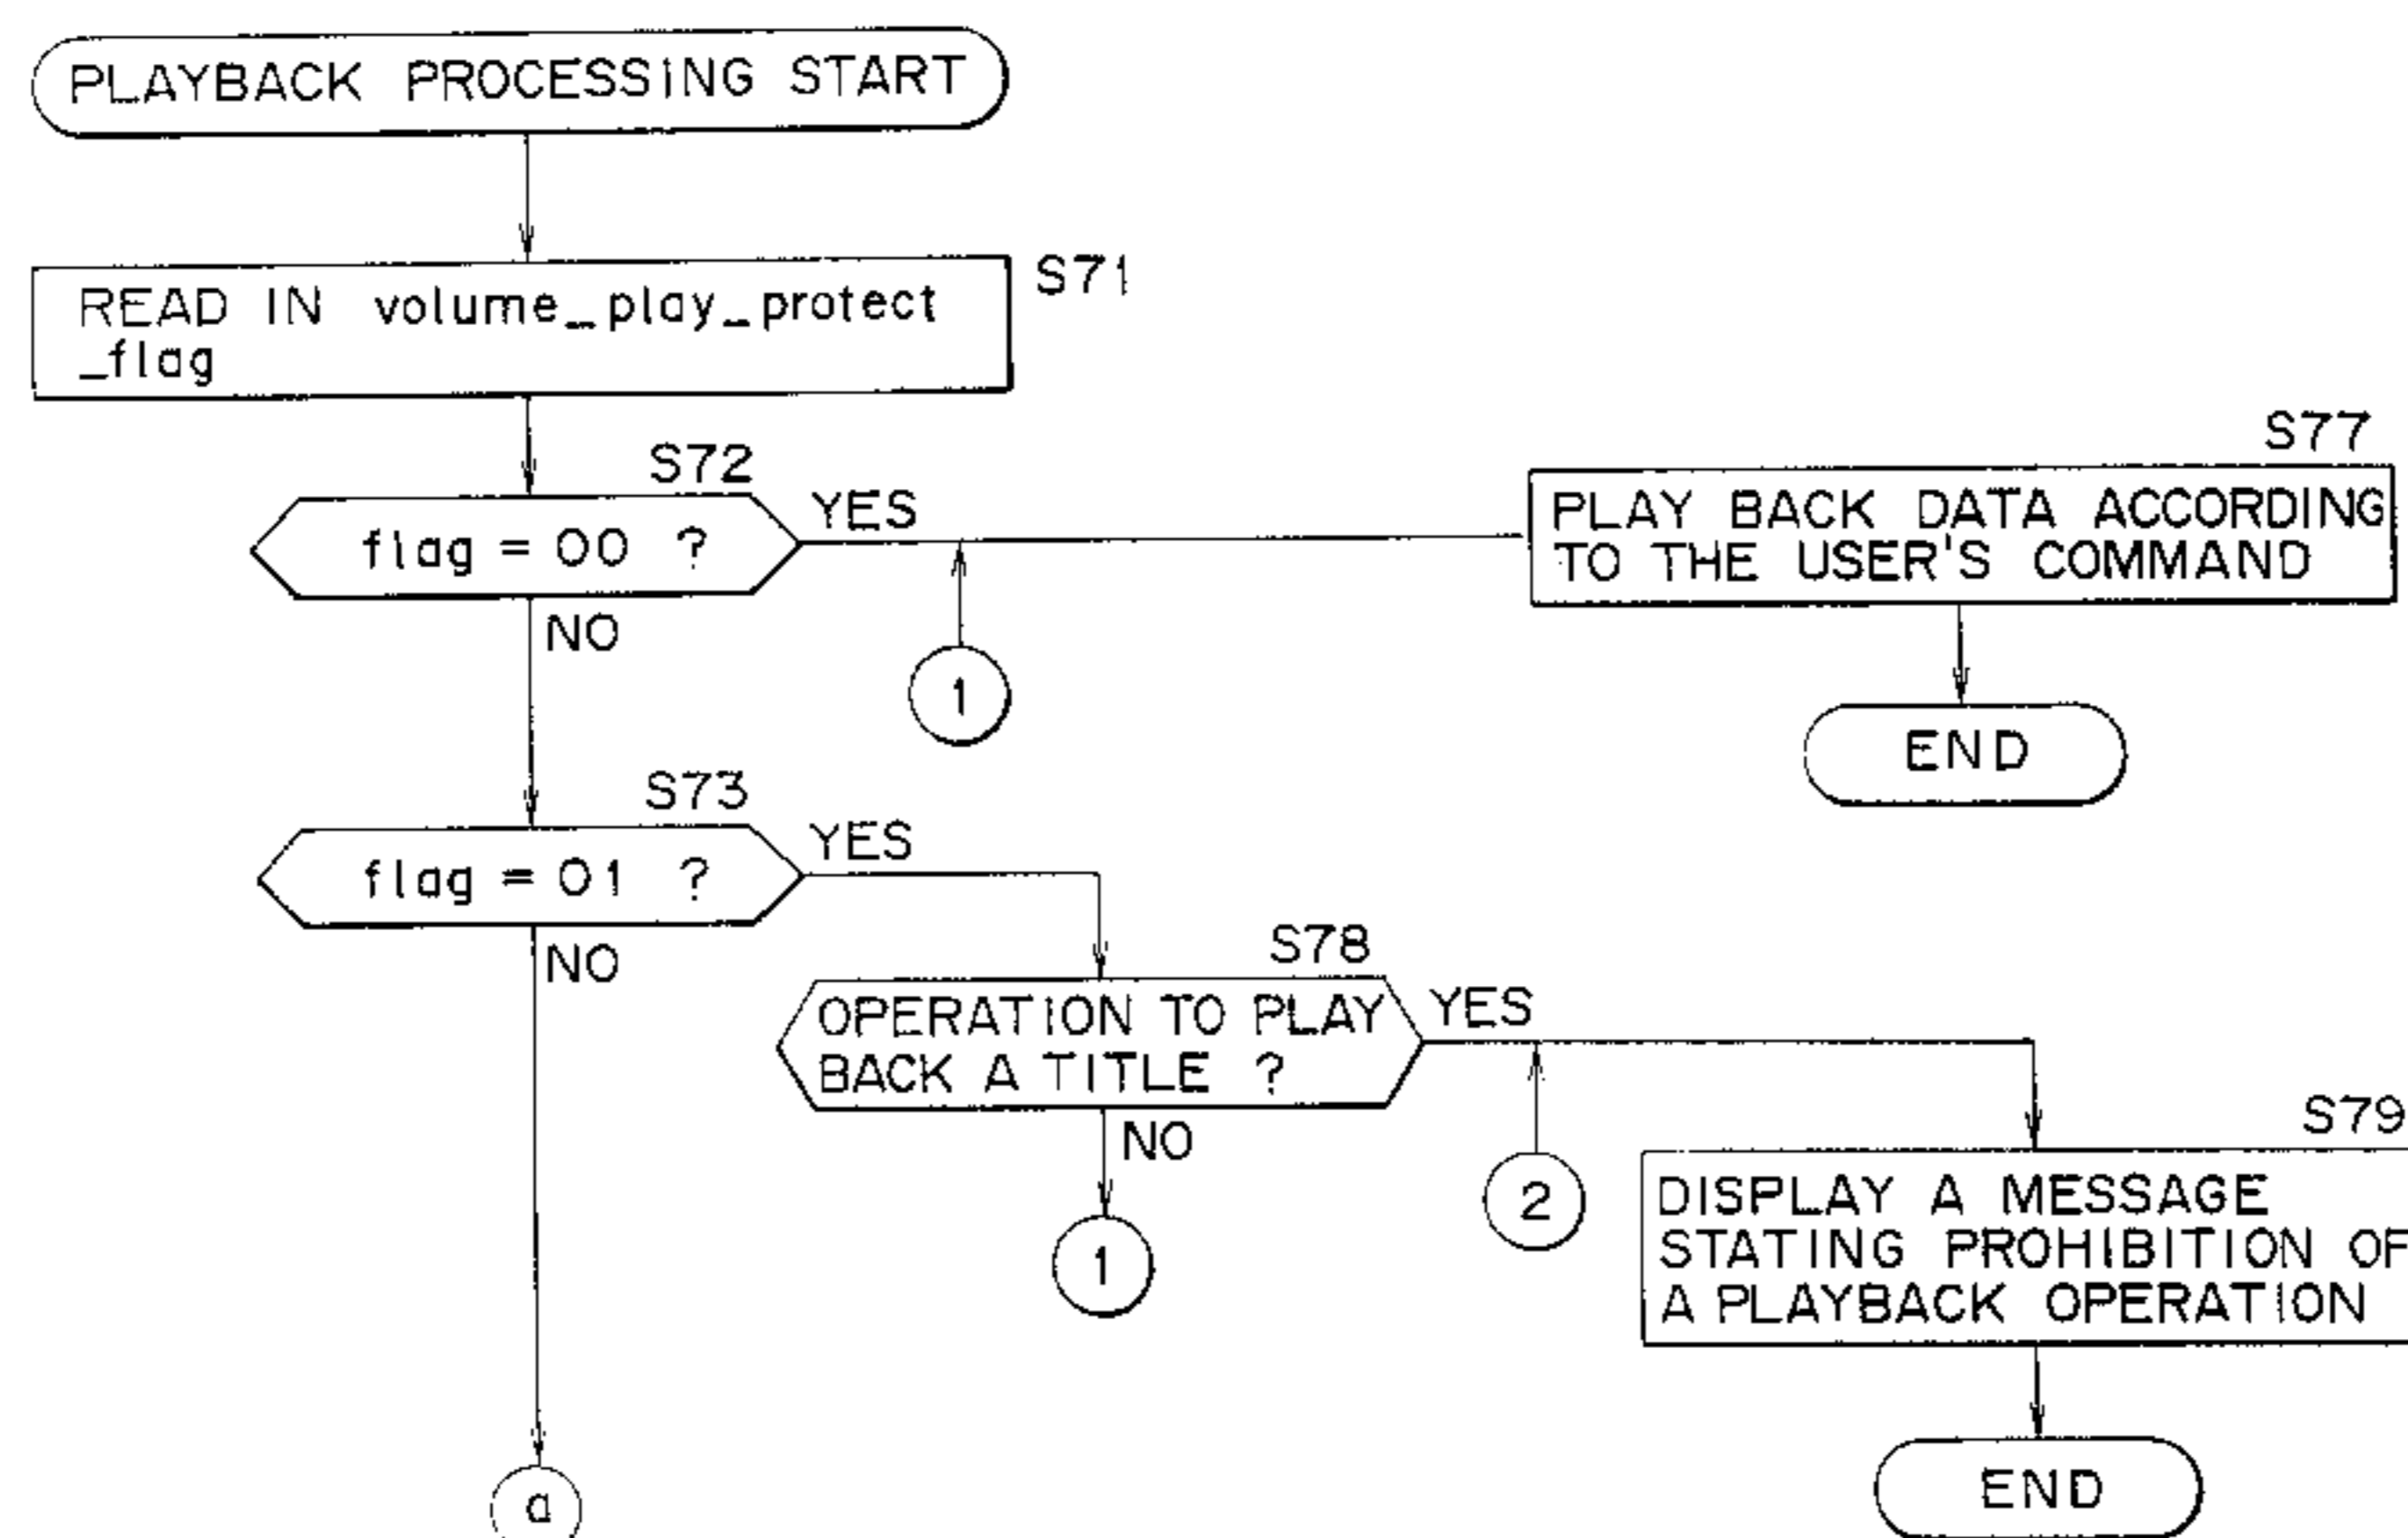 PLAYBACK PROCESSING START
S71
READ IN volume_play_protect
_flag
S72
flag = 00 ?
YES
NO
1
S77
PLAY BACK DATA ACCORDING
TO THE USER'S COMMAND
END
S73
flag = 01 ?
YES
NO
S78
OPERATION TO PLAY
BACK A TITLE ?
YES
NO
1
2
S79
DISPLAY A MESSAGE
STATING PROHIBITION OF
A PLAYBACK OPERATION
END
a